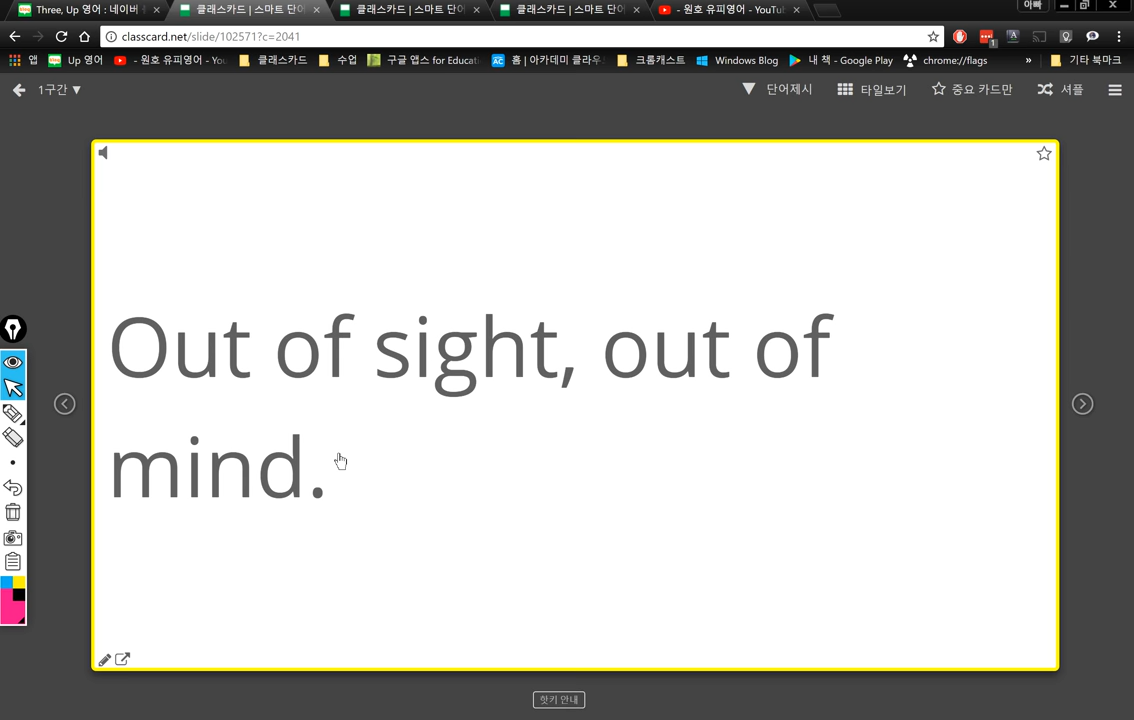 Three, Up 영어 : 네이버
클래스카드 | 스마트 단어
클래스카드 | 스마트 단어
클래스카드 | 스마트 단어
- 원호 유피영어 - YouTu
아빠
classcard.net/slide/102571?c=2041
1
앱
Up 영어
- 원호 유피영어 - You
클래스카드
수업
구글 앱스 for Educati
홈 | 아카데미 클라우
크롬캐스트
Windows Blog
내 책 - Google Play
chrome://flags
»
기타 북마크
1구간 ▼
단어제시
타일보기
중요 카드만
셔플
Out of sight, out of
mind.
핫키 안내